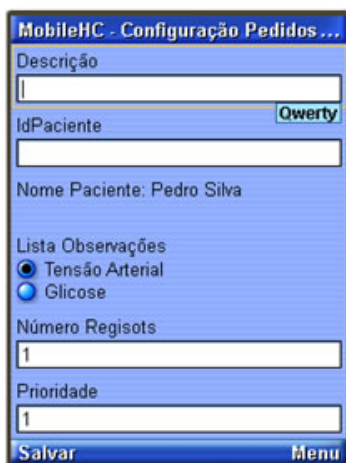 MobileHC - Configuração Pedidos ...
Descrição
Qwerty
IdPaciente
Nome Paciente: Pedro Silva
Lista Observações
Tensão Arterial
Glicose
Número Regisots
1
Prioridade
1
Salvar Menu